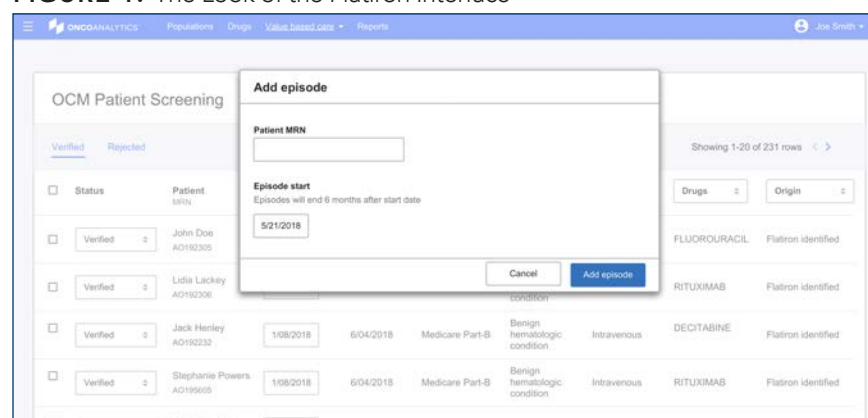 FIGURE 1. The Look of the Flatiron Interface
ONCOANALYTICS Populations Drugs Value based care Reports Joe Smith
OCM Patient Screening
Add episode
Patient MRN
Episode start
Episodes will end 6 months after start date
5/21/2018
Cancel Add episode
Verified Rejected Showing 1-20 of 231 rows
Status Patient Drugs Origin
MRN
Verified John Doe FLUOROURACIL Flatiron identified
AO192305
Verified Lidia Lackey RITUXIMAB Flatiron identified
AO192306
condition
Verified Jack Henley 1/08/2018 6/04/2018 Medicare Part-B Benign hematologic condition Intravenous DECITABINE Flatiron identified
AO192232
Verified Stephanie Powers 1/08/2018 6/04/2018 Medicare Part-B Benign hematologic condition Intravenous RITUXIMAB Flatiron identified
AO195605